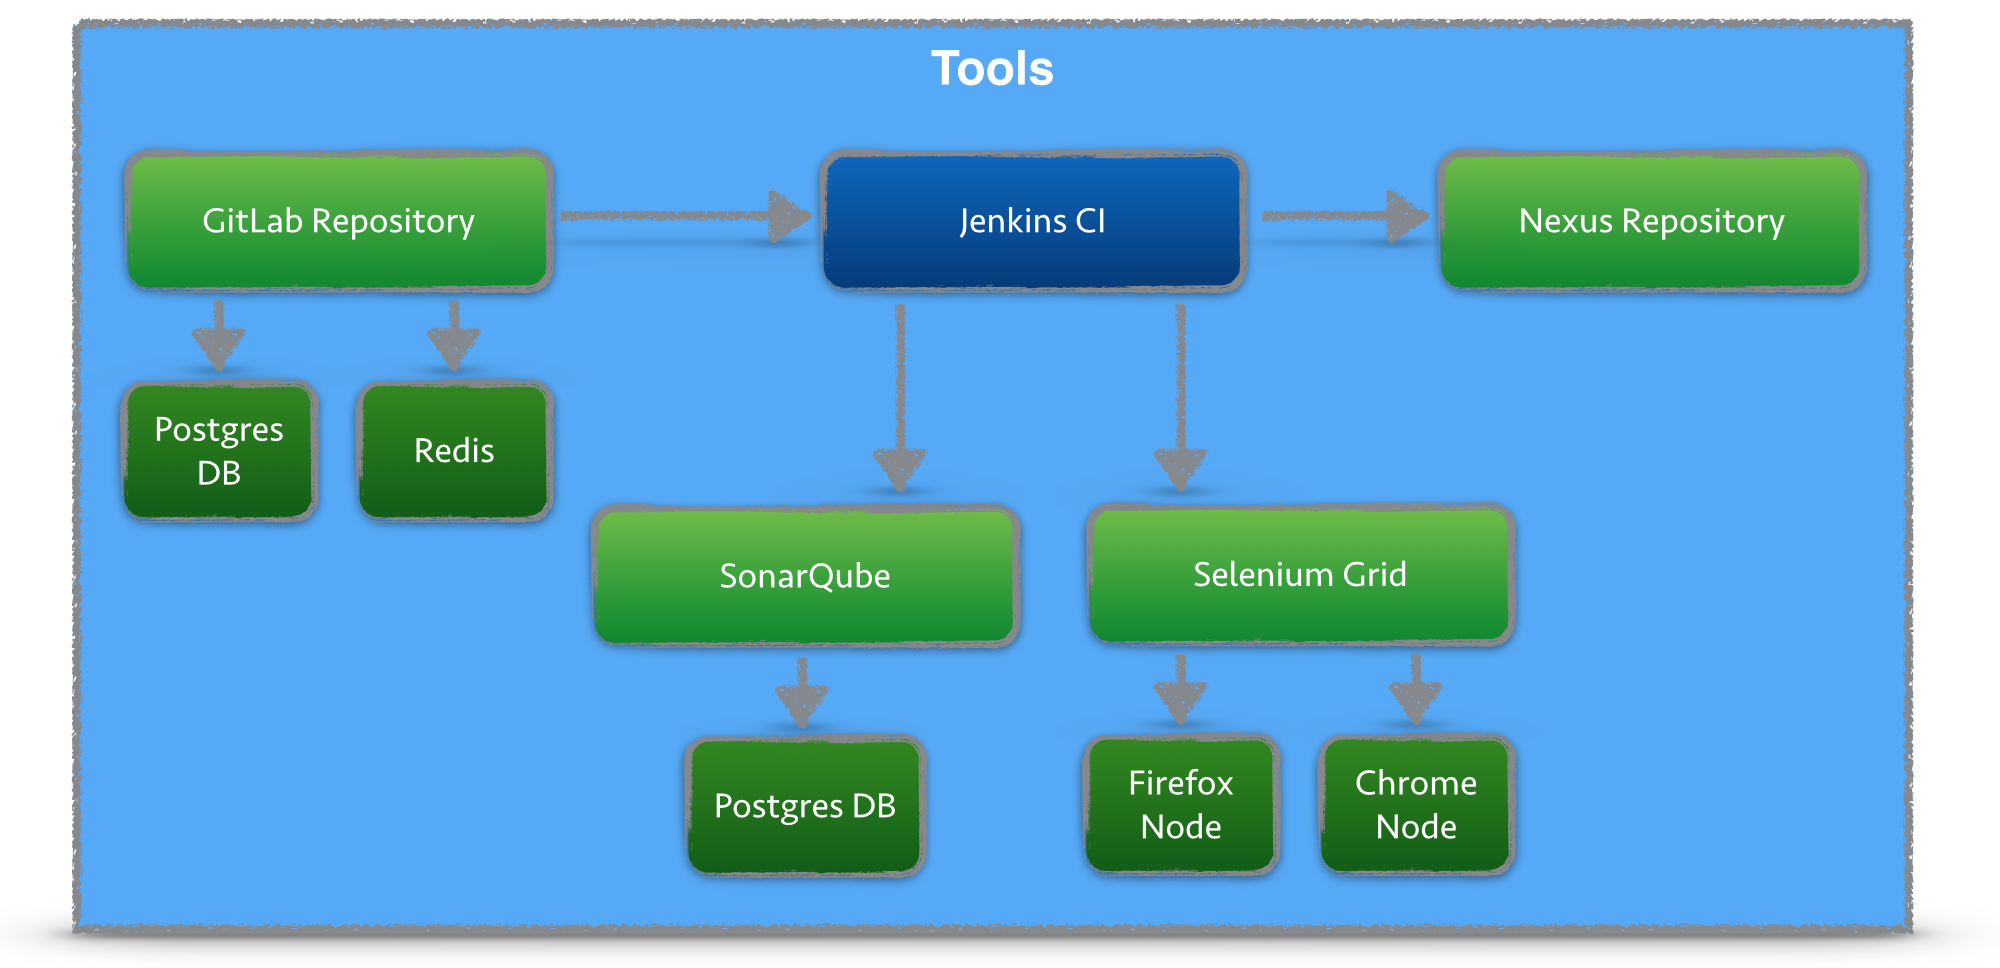 Tools
GitLab Repository
Jenkins CI
Nexus Repository
Postgres
DB
Redis
SonarQube
Selenium Grid
Postgres DB
Firefox
Node
Chrome
Node